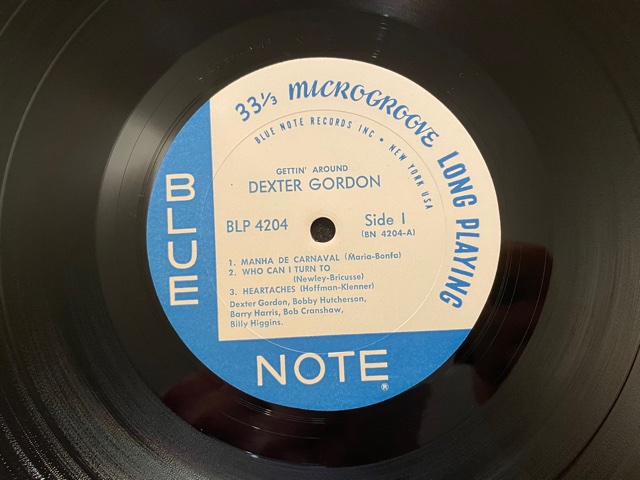 33⅓ MICROGROOVE LONG PLAYING
BLUE NOTE RECORDS INC • NEW YORK USA
GETTIN' AROUND
DEXTER GORDON
BLP 4204
Side 1
(BN 4204-A)
1. MANHA DE CARNAVAL (Maria-Bonfa)
2. WHO CAN I TURN TO
(Newley-Bricusse)
3. HEARTACHES (Hoffman-Klenner)
Dexter Gordon, Bobby Hutcherson,
Barry Harris, Bob Cranshaw,
Billy Higgins.
BLUE
NOTE®